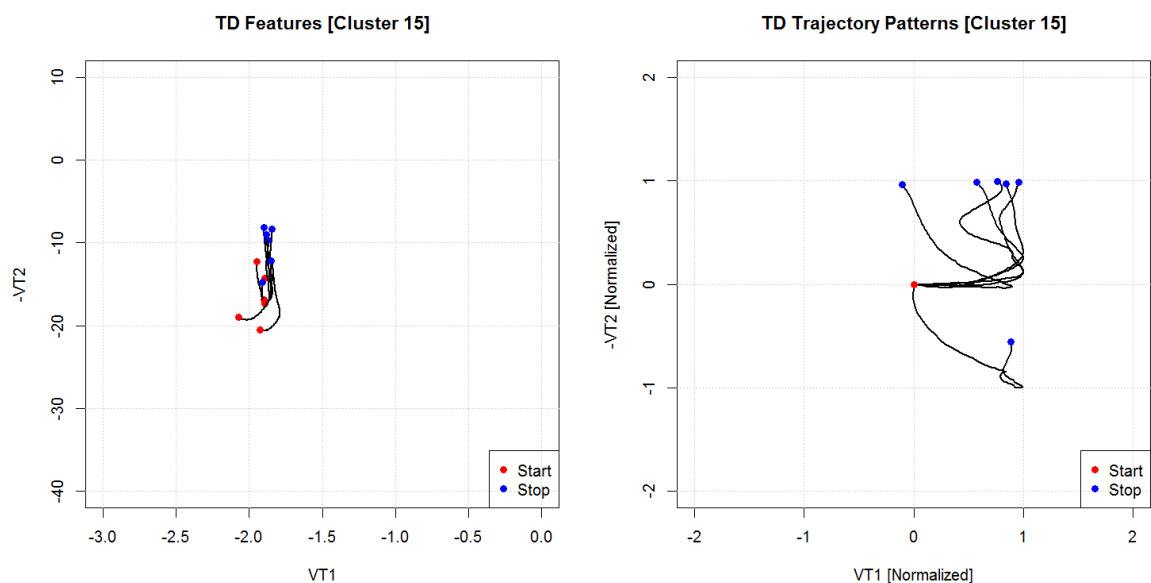 TD Features [Cluster 15]
-VT2
10
0
-10
-20
-30
-40
-3.0 -2.5 -2.0 -1.5 -1.0 -0.5 0.0
VT1
Start
Stop
TD Trajectory Patterns [Cluster 15]
-VT2 [Normalized]
2
1
0
-1
-2
-2 -1 0 1 2
VT1 [Normalized]
Start
Stop